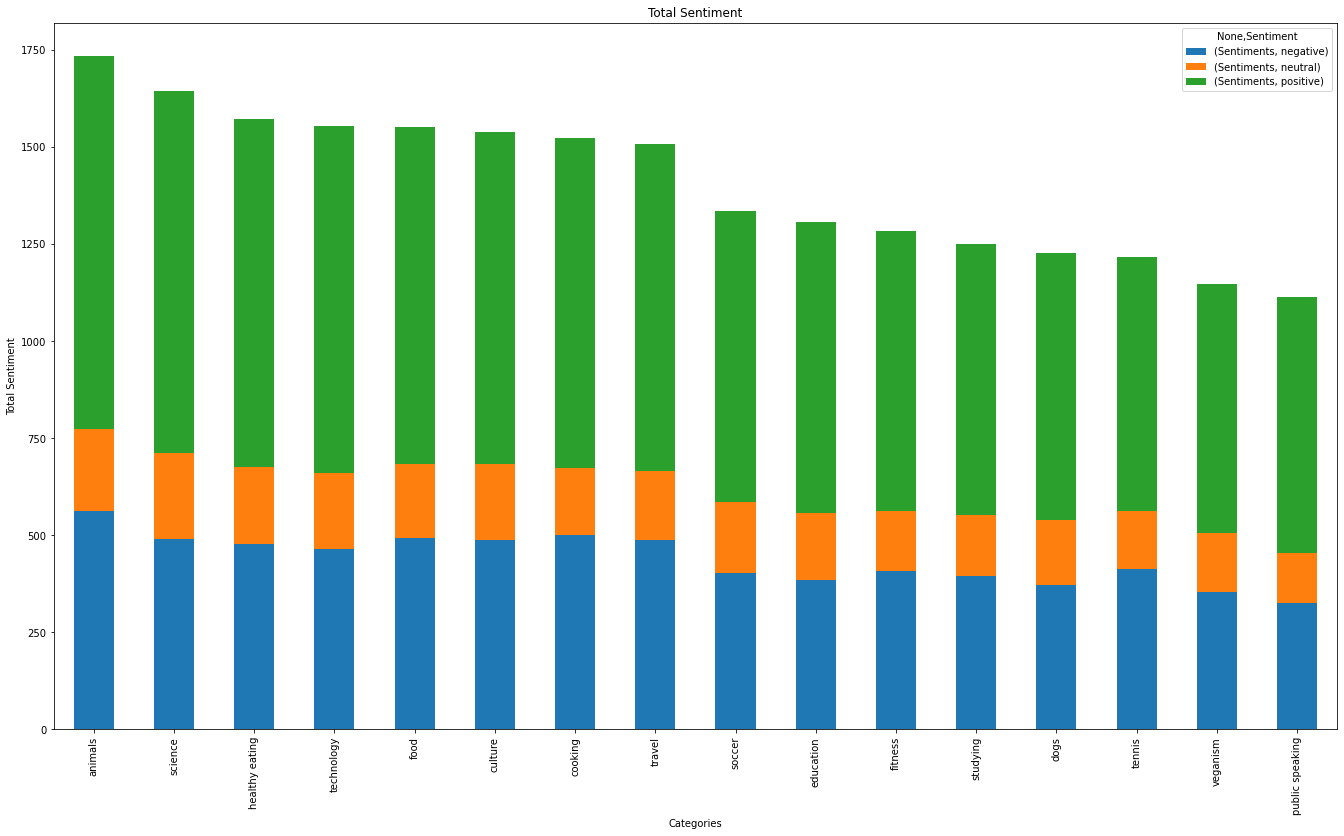 Total Sentiment
None,Sentiment
(Sentiments, negative)
(Sentiments, neutral)
(Sentiments, positive)
Total Sentiment
1750
1500
1250
1000
750
500
250
0
animals
science
healthy eating
technology
food
culture
cooking
travel
soccer
education
fitness
studying
dogs
tennis
veganism
public speaking
Categories